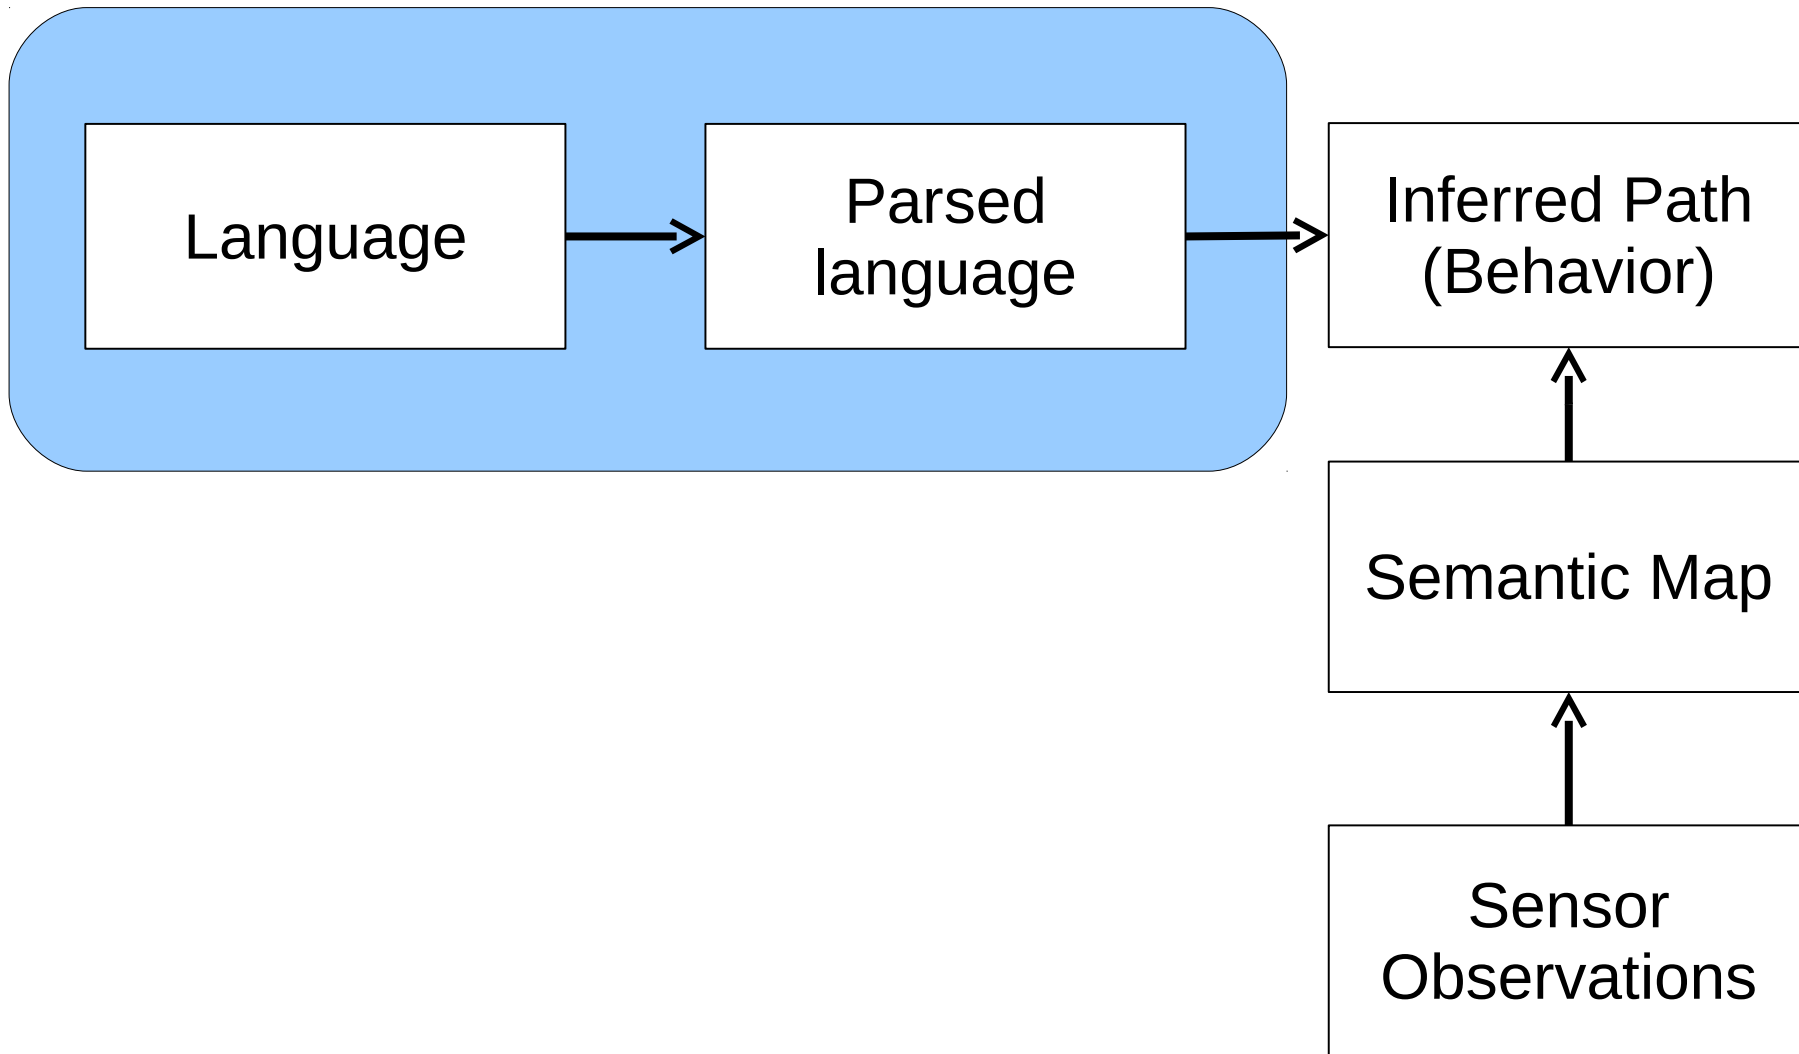 Language
Parsed
language
Inferred Path
(Behavior)
Semantic Map
Sensor
Observations